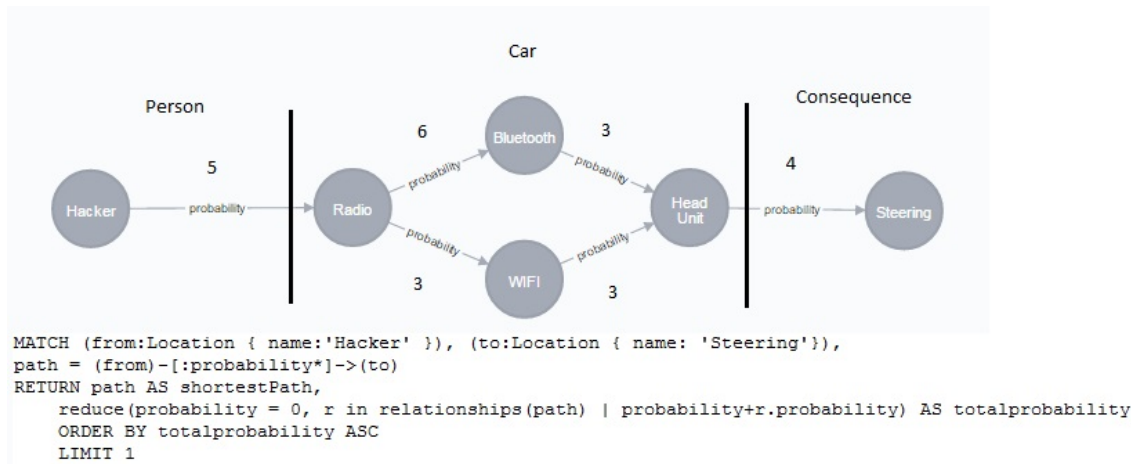 Car
Person
Consequence
6
3
5
4
Bluetooth
probability
probability
Hacker
probability
Radio
Head
Unit
probability
Steering
probability
probability
WIFI
3
3
MATCH (from:Location { name:'Hacker' }), (to:Location { name: 'Steering'}),
path = (from)-[:probability*]->(to)
RETURN path AS shortestPath,
    reduce(probability = 0, r in relationships(path) | probability+r.probability) AS totalprobability
    ORDER BY totalprobability ASC
    LIMIT 1